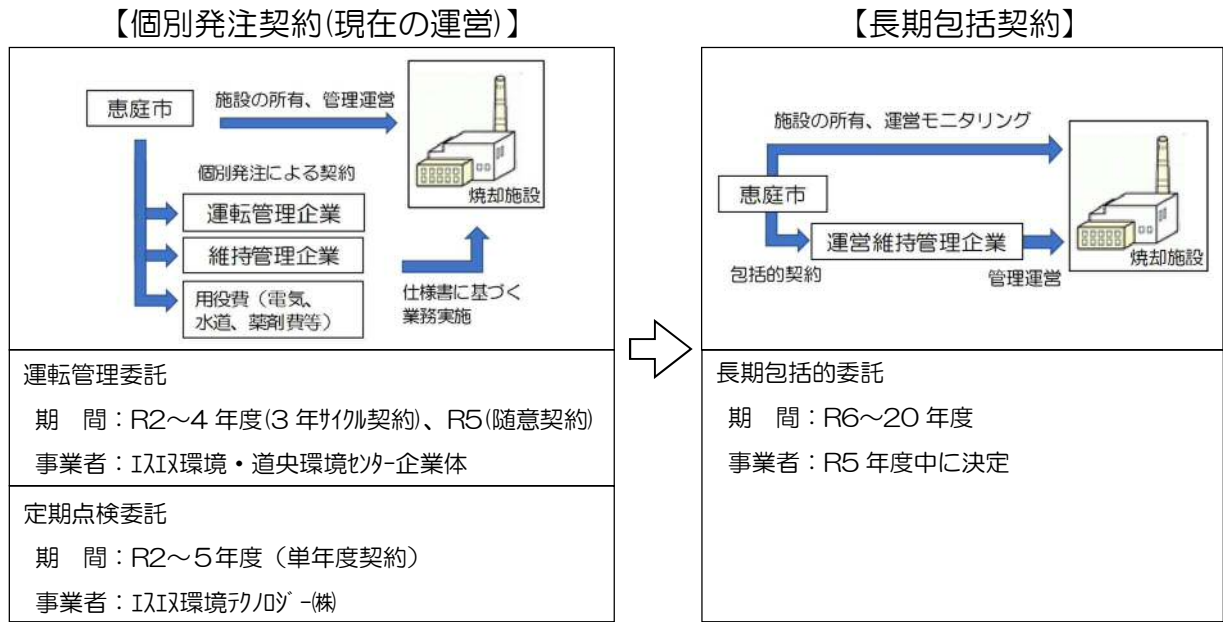 【個別発注契約(現在の運営)】
恵庭市
施設の所有、管理運営
個別発注による契約
運転管理企業
維持管理企業
用役費（電気、
水道、薬剤費等）
焼却施設
仕様書に基づく
業務実施
運転管理委託
期　間：R2～4年度(3年ｻｲｸﾙ契約)、R5(随意契約)
事業者：ｴｽｴﾇ環境・道央環境ｾﾝﾀｰ企業体
定期点検委託
期　間：R2～5年度（単年度契約）
事業者：ｴｽｴﾇ環境ﾃｸﾉﾛｼﾞｰ㈱
【長期包括契約】
施設の所有、運営モニタリング
恵庭市
運営維持管理企業
包括的契約
管理運営
焼却施設
長期包括的委託
期　間：R6～20年度
事業者：R5年度中に決定